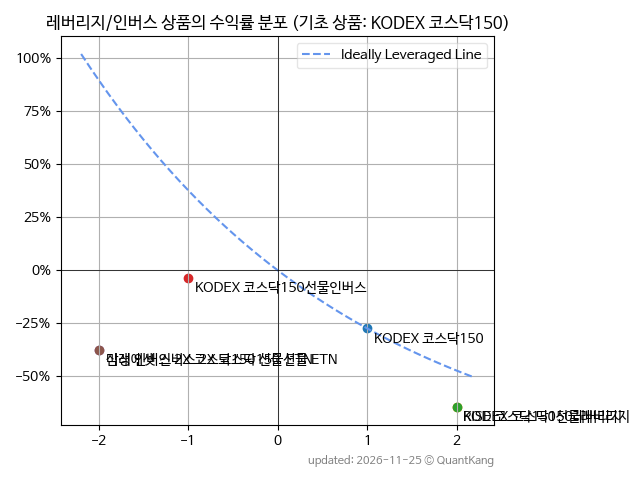 레버리지/인버스 상품의 수익률 분포 (기초 상품: KODEX 코스닥150)
Ideally Leveraged Line
100%
75%
50%
25%
0%
−25%
−50%
KODEX 코스닥150선물인버스
KODEX 코스닥150
−2
−1
0
1
2
updated: 2026-11-25 © QuantKang